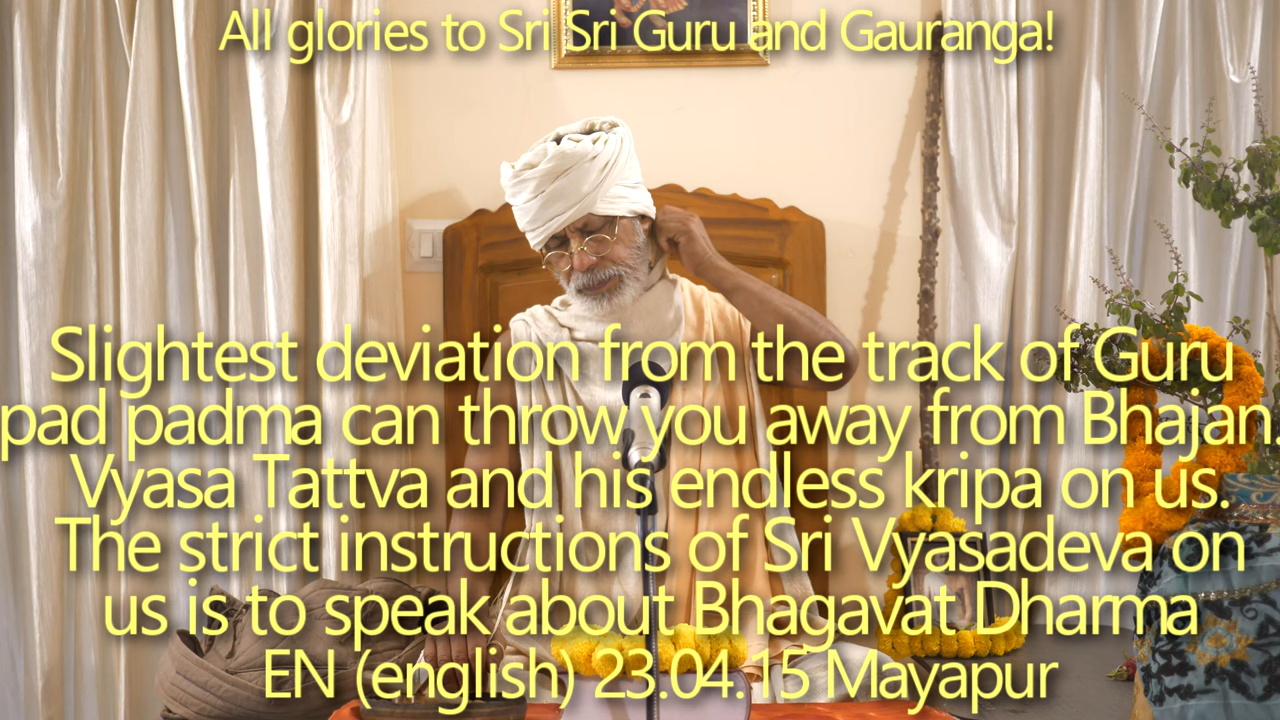 All glories to Sri Sri Guru and Gauranga!
Slightest deviation from the track of Guru
pad padma can throw you away from Bhajan.
Vyasa Tattva and his endless kripa on us.
The strict instructions of Sri Vyasadeva on
us is to speak about Bhagavat Dharma
EN (english) 23.04.15 Mayapur